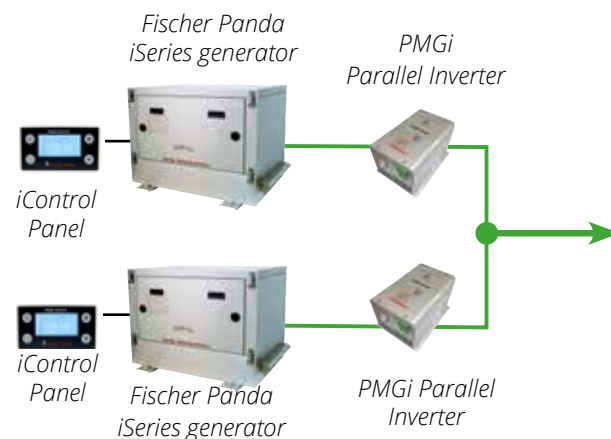 Fischer Panda
iSeries generator
PMGi
Parallel Inverter
iControl
Panel
iControl
Panel
Fischer Panda
iSeries generator
PMGi Parallel
Inverter